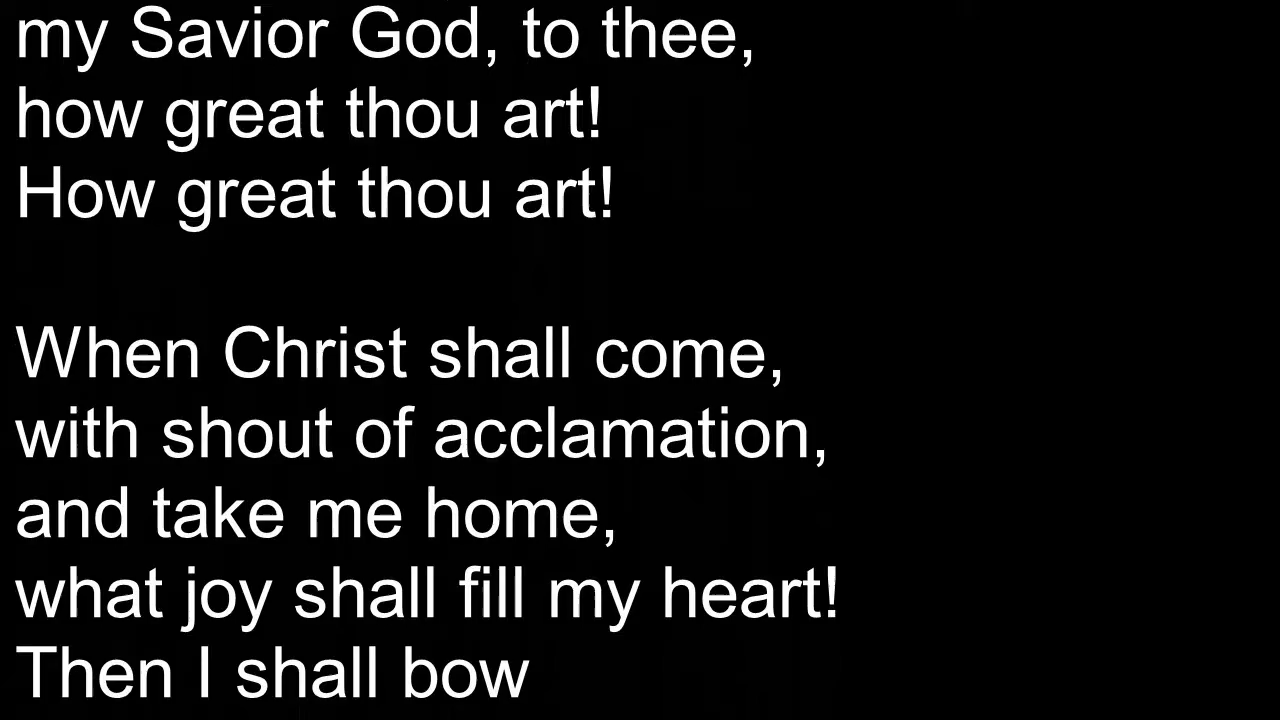 my Savior God, to thee,
how great thou art!
How great thou art!
When Christ shall come,
with shout of acclamation,
and take me home,
what joy shall fill my heart!
Then I shall bow